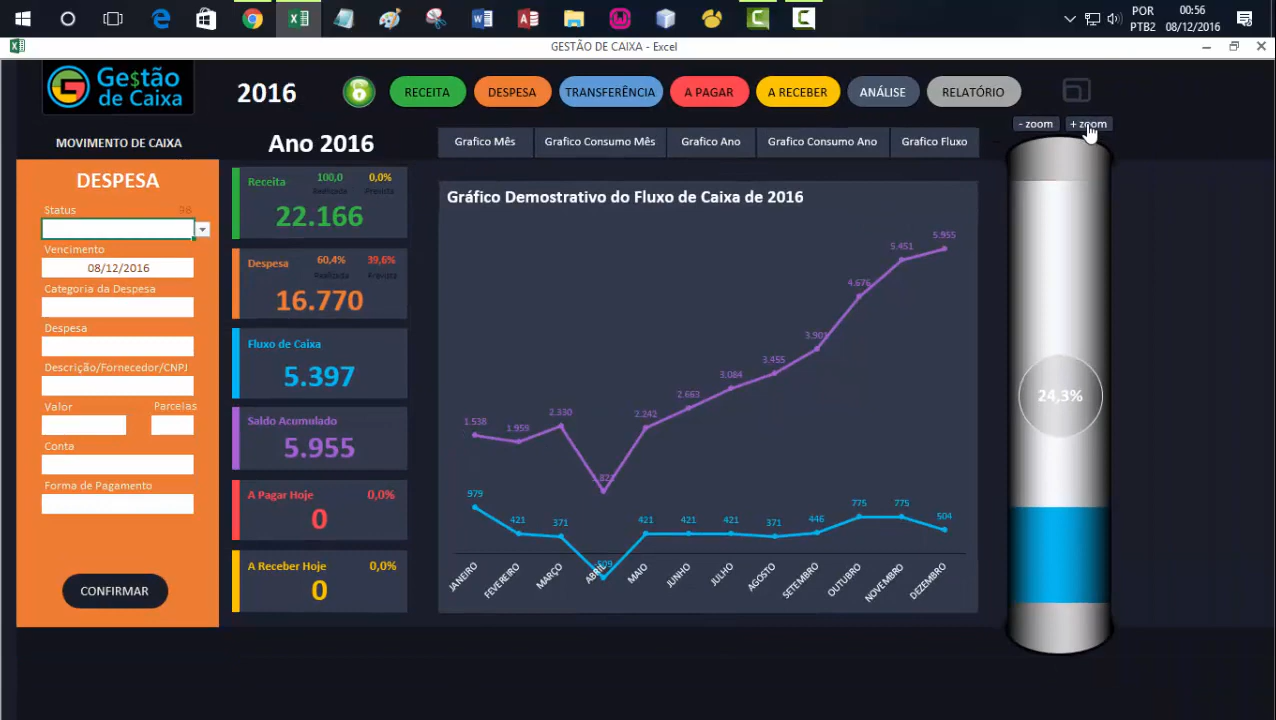 POR
00:56
PTB2
08/12/2016
GESTÃO DE CAIXA - Excel
Ge$tão
de Caixa
2016
RECEITA
DESPESA
TRANSFERÊNCIA
A PAGAR
A RECEBER
ANÁLISE
RELATÓRIO
- zoom
+ zoom
MOVIMENTO DE CAIXA
Ano 2016
Grafico Mês
Grafico Consumo Mês
Grafico Ano
Grafico Consumo Ano
Grafico Fluxo
DESPESA
Status
98
Vencimento
08/12/2016
Categoria da Despesa
Despesa
Descrição/Fornecedor/CNPJ
Valor
Parcelas
Conta
Forma de Pagamento
CONFIRMAR
Receita
100,0
0,0%
Realizada
Prevista
22.166
Despesa
60,4%
39,6%
Realizada
Prevista
16.770
Fluxo de Caixa
5.397
Saldo Acumulado
5.955
A Pagar Hoje
0,0%
0
A Receber Hoje
0,0%
0
Gráfico Demostrativo do Fluxo de Caixa de 2016
1.538
1.959
2.330
2.242
2.663
3.084
3.455
3.901
4.676
5.451
5.955
979
421
371
421
421
421
371
446
775
775
504
JANEIRO
FEVEREIRO
MARÇO
ABRIL
MAIO
JUNHO
JULHO
AGOSTO
SETEMBRO
OUTUBRO
NOVEMBRO
DEZEMBRO
24,3%